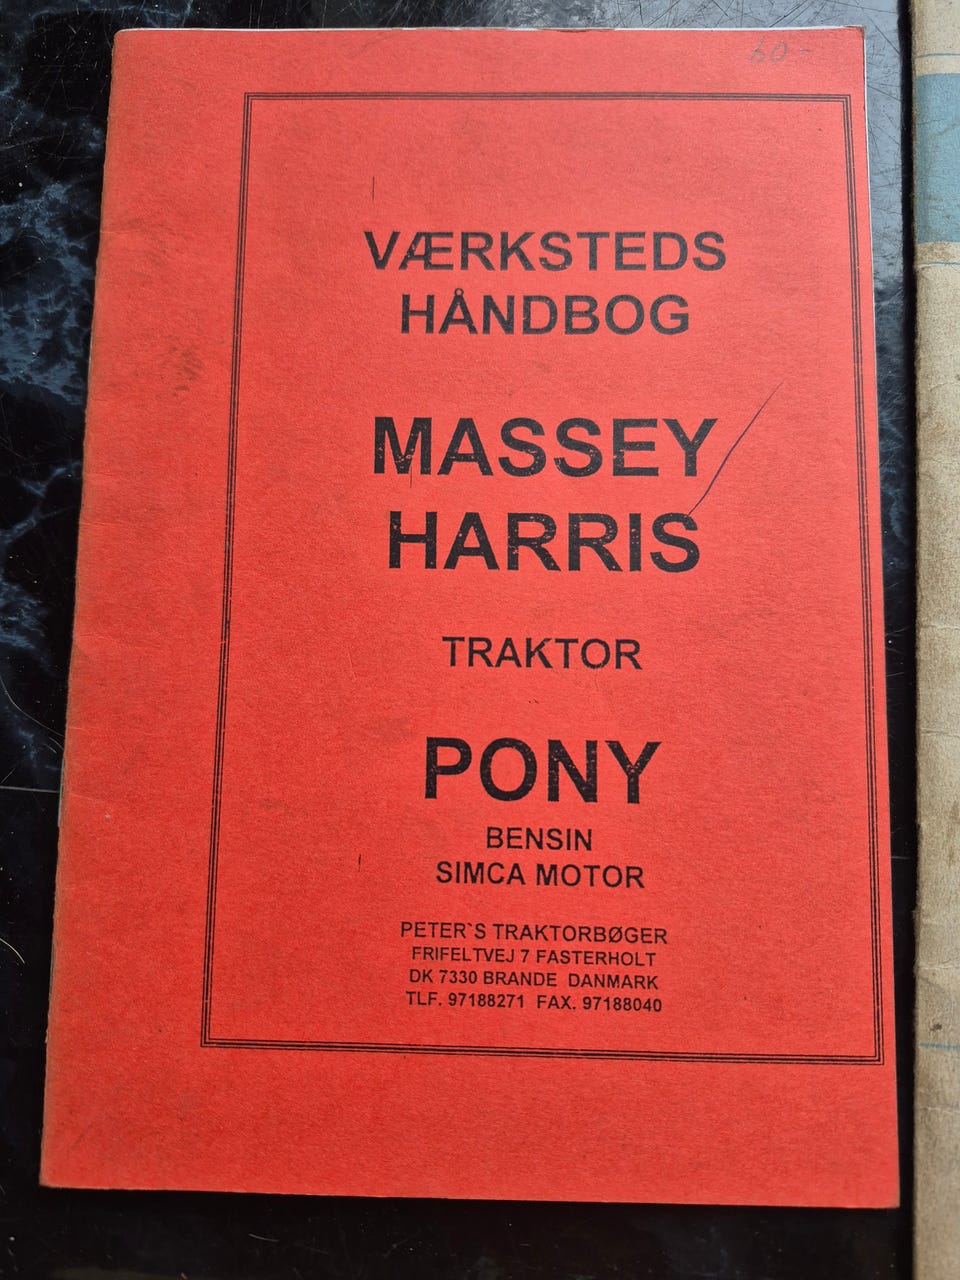 60-
VÆRKSTEDS
HÅNDBOG
MASSEY
HARRIS
TRAKTOR
PONY
BENSIN
SIMCA MOTOR
PETER`S TRAKTORBØGER
FRIFELTVEJ 7 FASTERHOLT
DK 7330 BRANDE DANMARK
TLF. 97188271 FAX. 97188040